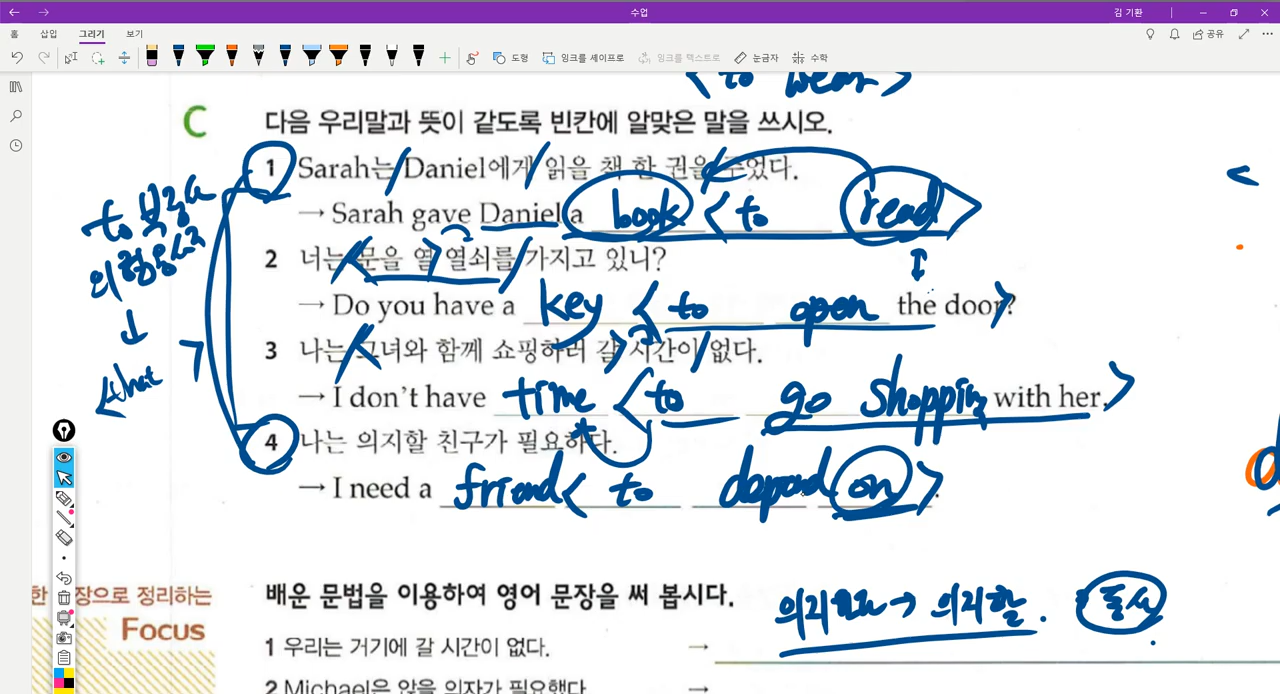 수업
김 기환
홈 삽입 그리기 보기
공유
도형 잉크를 셰이프로 잉크를 텍스트로 눈금자 수학
<to wear>
C 다음 우리말과 뜻이 같도록 빈칸에 알맞은 말을 쓰시오.
1 Sarah는 / Daniel에게 / 읽을 책 한 권을 주었다.
→ Sarah gave Daniel a book <to read>
to 부정사
의 형용사
↓
<that
2 너는 / <문을 열> 열쇠를 / 가지고 있니?
→ Do you have a key <to open the door>?
3 나는 / <그녀와 함께 쇼핑하러 갈> 시간이 / 없다.
→ I don't have time <to go shopping with her.>
4 나는 의지할 친구가 필요하다.
→ I need a friend <to depend on>.
한 문장으로 정리하는
Focus
배운 문법을 이용하여 영어 문장을 써 봅시다.
→ 의지할.
1 우리는 거기에 갈 시간이 없다. →
2 Michael은 앉을 의자가 필요했다. →